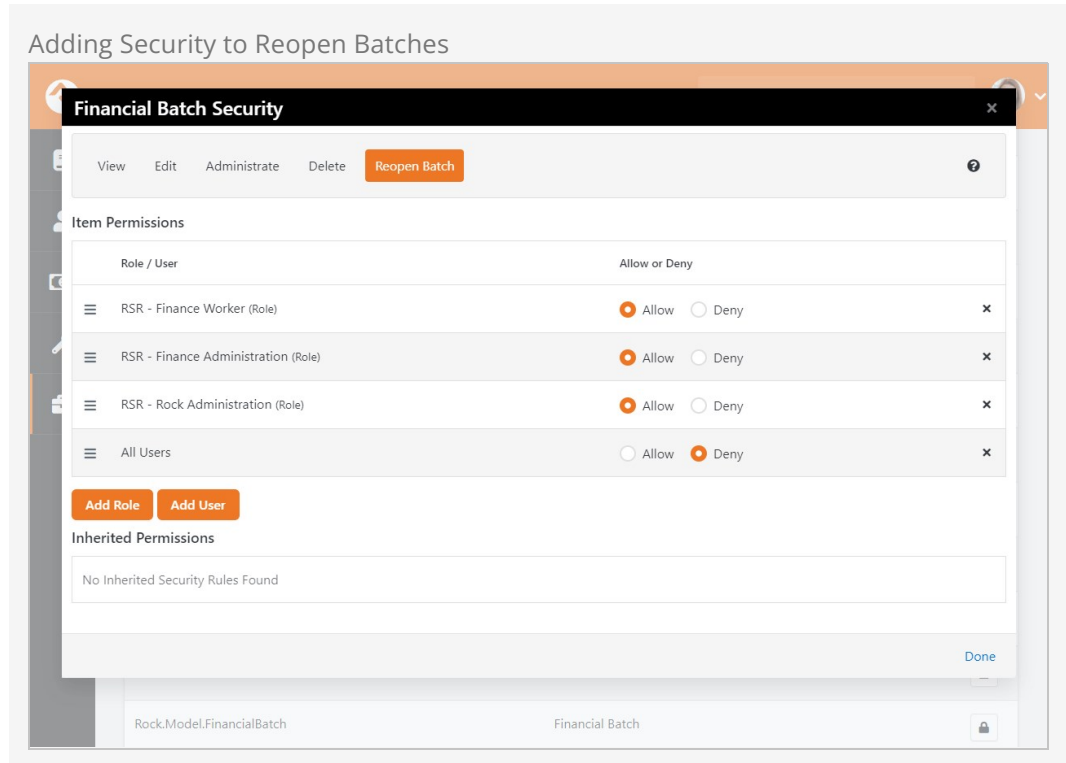 Adding Security to Reopen Batches
Financial Batch Security ×
View Edit Administrate Delete Reopen Batch ?
Item Permissions
Role / User Allow or Deny
RSR - Finance Worker (Role) Allow Deny ×
RSR - Finance Administration (Role) Allow Deny ×
RSR - Rock Administration (Role) Allow Deny ×
All Users Allow Deny ×
Add Role Add User
Inherited Permissions
No Inherited Security Rules Found
Done
Rock.Model.FinancialBatch Financial Batch